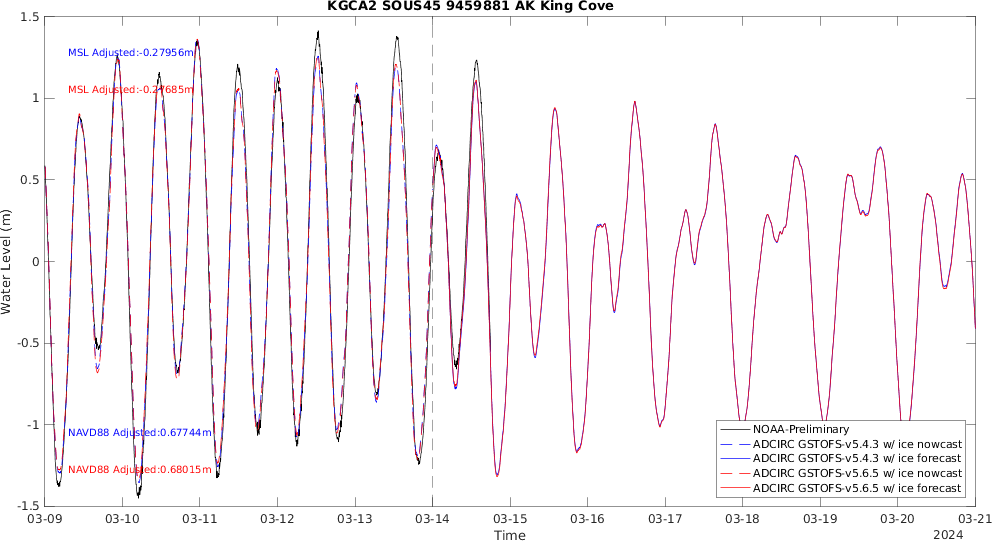 KGCA2 SOUS45 9459881 AK King Cove
1.5
1
0.5
0
-0.5
-1
-1.5
Water Level (m)
MSL Adjusted:-0.27956m
MSL Adjusted:-0.27685m
NAVD88 Adjusted:0.67744m
NAVD88 Adjusted:0.68015m
NOAA-Preliminary
ADCIRC GSTOFS-v5.4.3 w/ ice nowcast
ADCIRC GSTOFS-v5.4.3 w/ ice forecast
ADCIRC GSTOFS-v5.6.5 w/ ice nowcast
ADCIRC GSTOFS-v5.6.5 w/ ice forecast
03-09 03-10 03-11 03-12 03-13 03-14 03-15 03-16 03-17 03-18 03-19 03-20 03-21
Time
2024